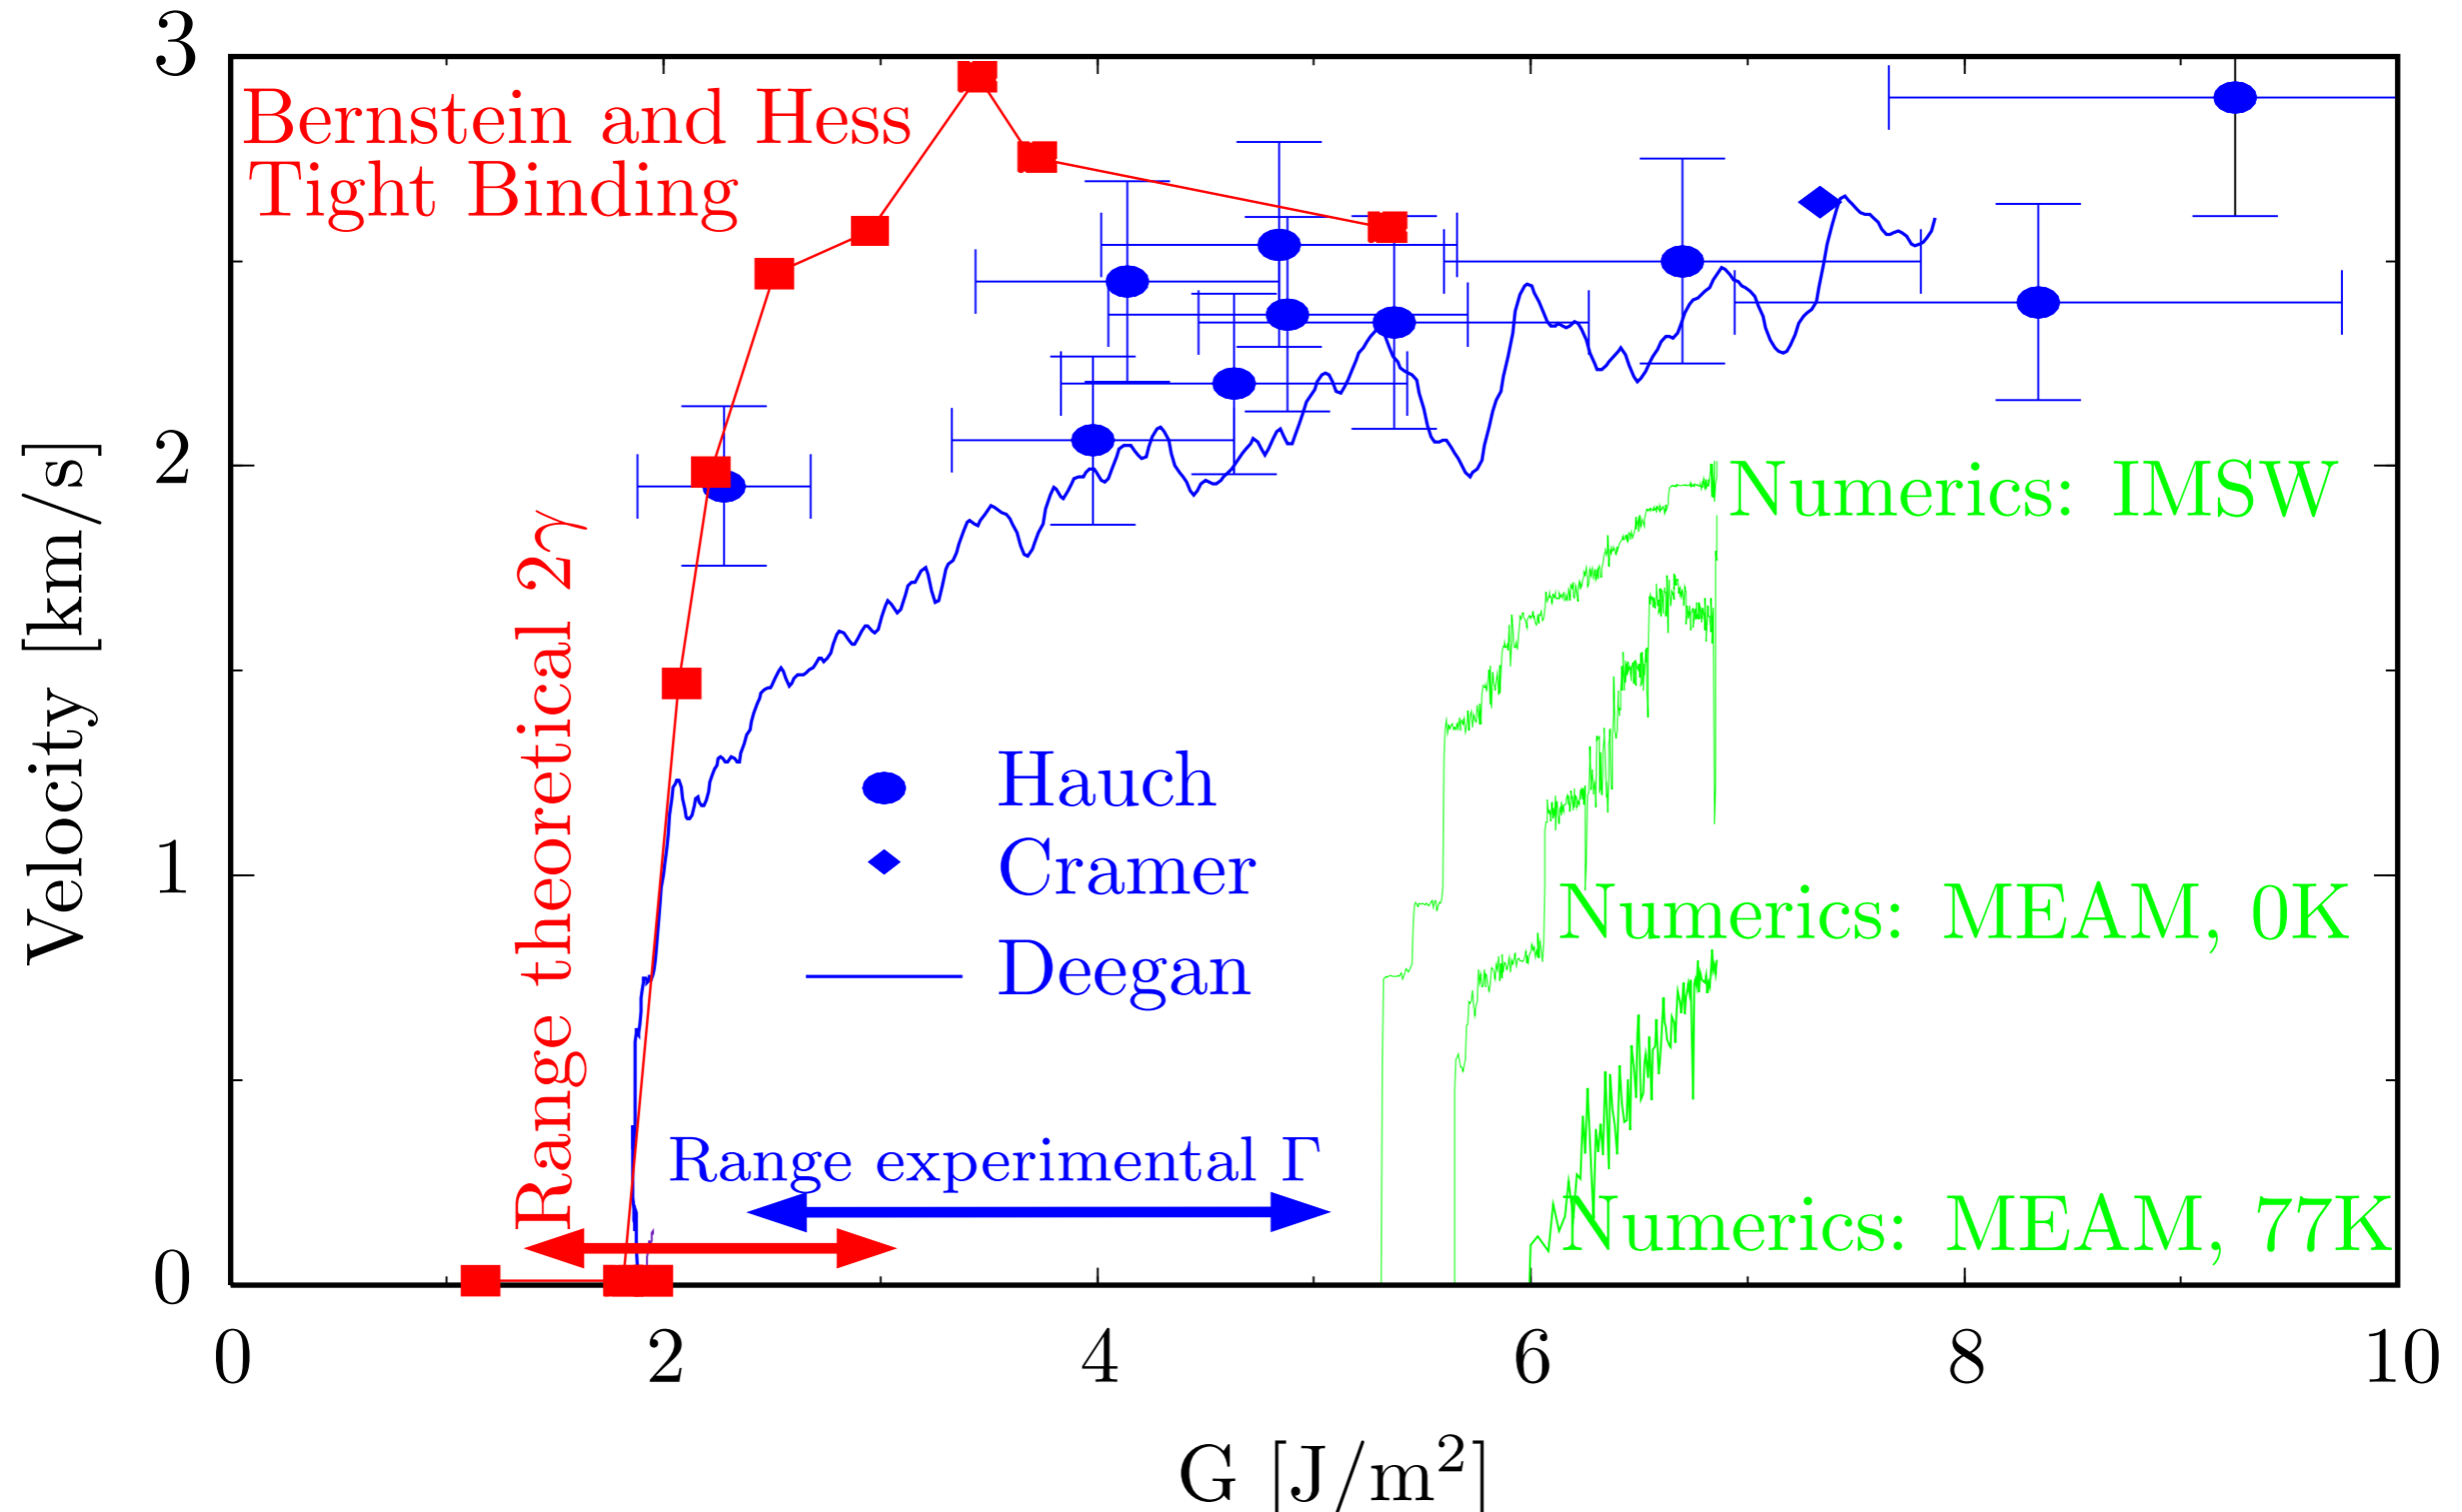 3
Bernstein and Hess
Tight Binding
2
Velocity [km/s]
Range theoretical 2γ
Numerics: IMSW
Hauch
Cramer
1
Numerics: MEAM, 0K
Deegan
Range experimental Γ
Numerics: MEAM, 77K
0
0 2 4 6 8 10
G [J/m²]